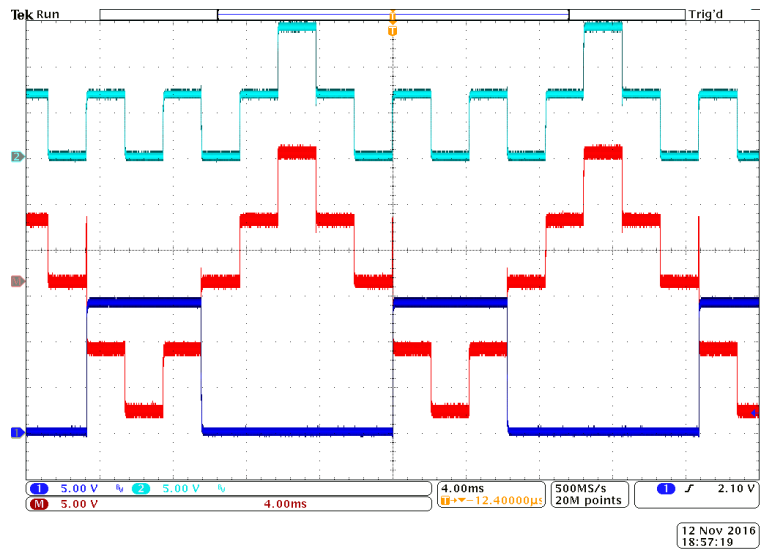 Tek Run Trig'd
T
2
M
1
1 5.00 V 2 5.00 V
M 5.00 V 4.00ms
4.00ms
T→▼−12.40000µs
500MS/s
20M points
1 2.10 V
12 Nov 2016
18:57:19